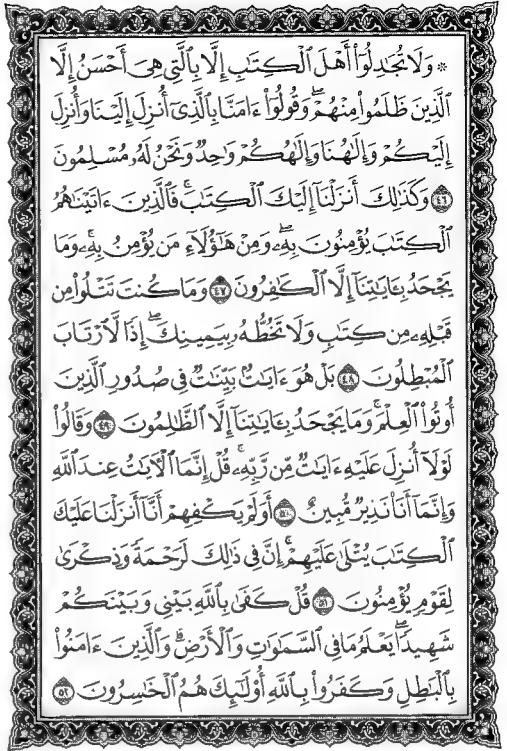 * وَلَا تُجَٰدِلُوٓا۟ أَهْلَ ٱلْكِتَٰبِ إِلَّا بِٱلَّتِى هِىَ أَحْسَنُ إِلَّا
ٱلَّذِينَ ظَلَمُوا۟ مِنْهُمْ ۖ وَقُولُوٓا۟ ءَامَنَّا بِٱلَّذِىٓ أُنزِلَ إِلَيْنَا وَأُنزِلَ
إِلَيْكُمْ وَإِلَٰهُنَا وَإِلَٰهُكُمْ وَٰحِدٌ وَنَحْنُ لَهُۥ مُسْلِمُونَ
٤٦ وَكَذَٰلِكَ أَنزَلْنَآ إِلَيْكَ ٱلْكِتَٰبَ ۚ فَٱلَّذِينَ ءَاتَيْنَٰهُمُ
ٱلْكِتَٰبَ يُؤْمِنُونَ بِهِۦ ۖ وَمِنْ هَٰٓؤُلَآءِ مَن يُؤْمِنُ بِهِۦ ۚ وَمَا
يَجْحَدُ بِـَٔايَٰتِنَآ إِلَّا ٱلْكَٰفِرُونَ ٤٧ وَمَا كُنتَ تَتْلُوا۟ مِن
قَبْلِهِۦ مِن كِتَٰبٍ وَلَا تَخُطُّهُۥ بِيَمِينِكَ ۖ إِذًا لَّٱرْتَابَ
ٱلْمُبْطِلُونَ ٤٨ بَلْ هُوَ ءَايَٰتٌۢ بَيِّنَٰتٌ فِى صُدُورِ ٱلَّذِينَ
أُوتُوا۟ ٱلْعِلْمَ ۚ وَمَا يَجْحَدُ بِـَٔايَٰتِنَآ إِلَّا ٱلظَّٰلِمُونَ ٤٩ وَقَالُوا۟
لَوْلَآ أُنزِلَ عَلَيْهِ ءَايَٰتٌ مِّن رَّبِّهِۦ ۖ قُلْ إِنَّمَا ٱلْءَايَٰتُ عِندَ ٱللَّهِ
وَإِنَّمَآ أَنَا۠ نَذِيرٌ مُّبِينٌ ٥٠ أَوَلَمْ يَكْفِهِمْ أَنَّآ أَنزَلْنَا عَلَيْكَ
ٱلْكِتَٰبَ يُتْلَىٰ عَلَيْهِمْ ۚ إِنَّ فِى ذَٰلِكَ لَرَحْمَةً وَذِكْرَىٰ
لِقَوْمٍ يُؤْمِنُونَ ٥١ قُلْ كَفَىٰ بِٱللَّهِ بَيْنِى وَبَيْنَكُمْ
شَهِيدًا ۖ يَعْلَمُ مَا فِى ٱلسَّمَٰوَٰتِ وَٱلْأَرْضِ ۗ وَٱلَّذِينَ ءَامَنُوا۟
بِٱلْبَٰطِلِ وَكَفَرُوا۟ بِٱللَّهِ أُو۟لَٰٓئِكَ هُمُ ٱلْخَٰسِرُونَ ٥٢